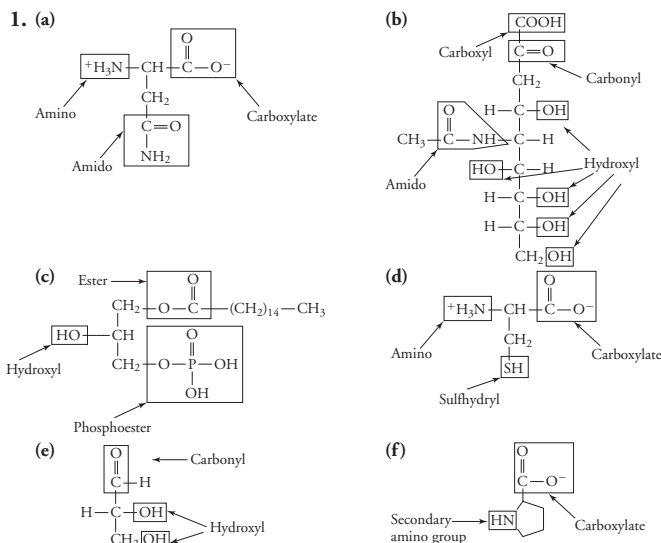 1. (a)
O
⁺H₃N—CH—C—O⁻
CH₂
C=O
NH₂
Amino
Carboxylate
Amido
(b)
COOH
Carboxyl
C=O
Carbonyl
CH₂
H—C—OH
O
CH₃—C—NH—C—H
Hydroxyl
HO—C—H
Amido
H—C—OH
H—C—OH
CH₂OH
(c)
Ester
O
CH₂—O—C—(CH₂)₁₄—CH₃
HO—CH
O
CH₂—O—P—OH
OH
Hydroxyl
Phosphoester
(d)
O
⁺H₃N—CH—C—O⁻
CH₂
SH
Amino
Carboxylate
Sulfhydryl
(e)
O
Carbonyl
C—H
H—C—OH
Hydroxyl
CH₂OH
(f)
O
C—O⁻
HN
Secondary
amino group
Carboxylate